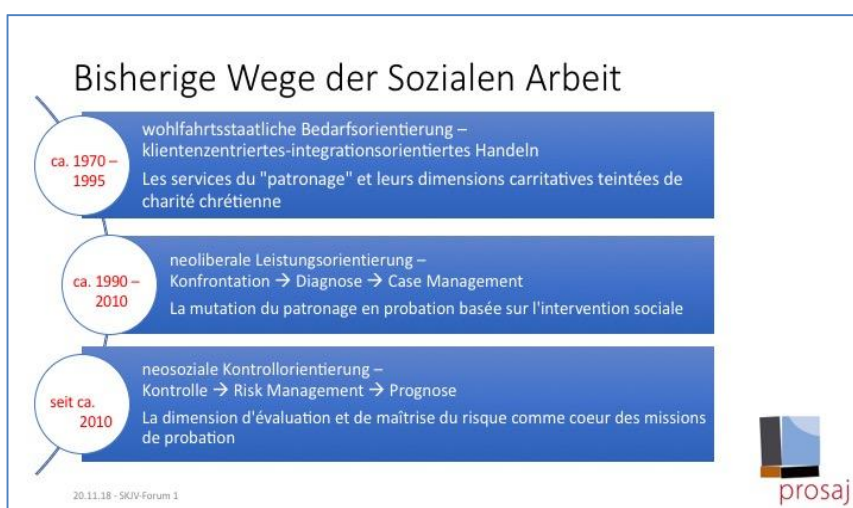 Bisherige Wege der Sozialen Arbeit
ca. 1970 –
1995
wohlfahrtsstaatliche Bedarfsorientierung –
klientenzentriertes-integrationsorientiertes Handeln
Les services du "patronage" et leurs dimensions carritatives teintées de
charité chrétienne
ca. 1990 –
2010
neoliberale Leistungsorientierung –
Konfrontation → Diagnose → Case Management
La mutation du patronage en probation basée sur l'intervention sociale
seit ca.
2010
neosoziale Kontrollorientierung –
Kontrolle → Risk Management → Prognose
La dimension d'évaluation et de maîtrise du risque comme coeur des missions
de probation
20.11.18 - SKJV-Forum 1
prosaj